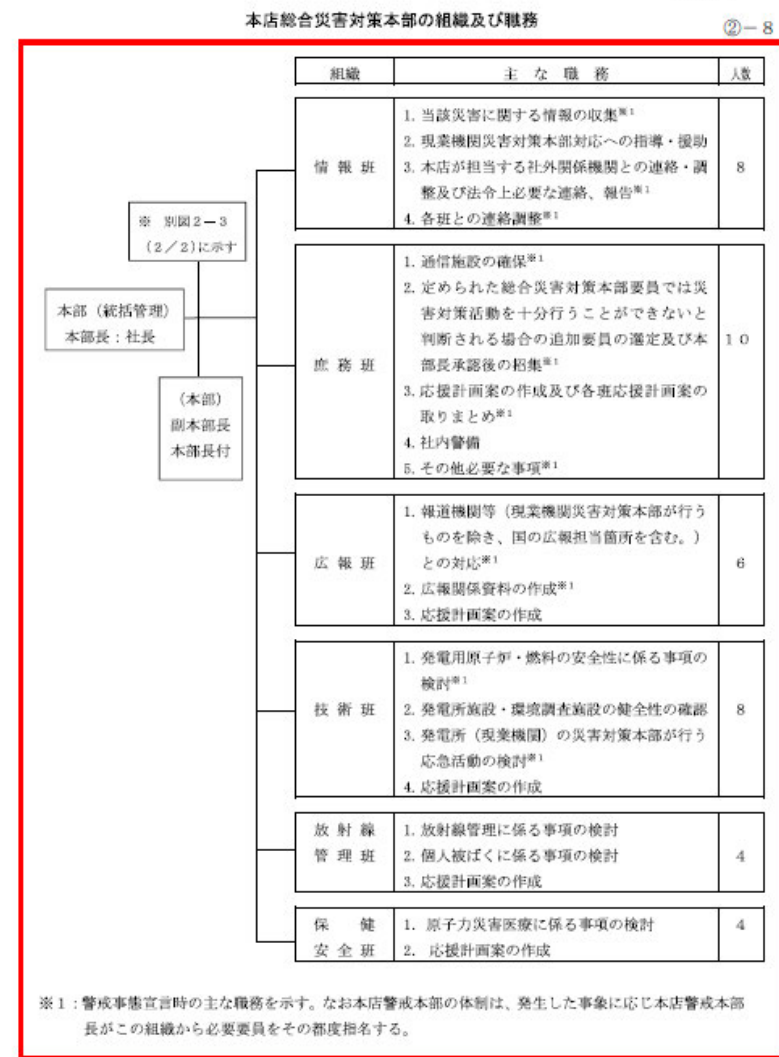 本店総合災害対策本部の組織及び職務
②－８
組織 主な職務 人数
※ 別図２－３
（２／２）に示す
本部（統括管理）
本部長：社長
（本部）
副本部長
本部長付
情報班
1. 当該災害に関する情報の収集※1
2. 現業機関災害対策本部対応への指導・援助
3. 本店が担当する社外関係機関との連絡・調
整及び法令上必要な連絡、報告※1
4. 各班との連絡調整※1
8
庶務班
1. 通信施設の確保※1
2. 定められた総合災害対策本部要員では災
害対策活動を十分行うことができないと
判断される場合の追加要員の選定及び本
部長承認後の招集※1
3. 応援計画案の作成及び各班応援計画案の
取りまとめ※1
4. 社内警備
5. その他必要な事項※1
10
広報班
1. 報道機関等（現業機関災害対策本部が行う
ものを除き、国の広報担当箇所を含む。）
との対応※1
2. 広報関係資料の作成※1
3. 応援計画案の作成
6
技術班
1. 発電用原子炉・燃料の安全性に係る事項の
検討※1
2. 発電所施設・環境調査施設の健全性の確認
3. 発電所（現業機関）の災害対策本部が行う
応急活動の検討※1
4. 応援計画案の作成
8
放射線
管理班
1. 放射線管理に係る事項の検討
2. 個人被ばくに係る事項の検討
3. 応援計画案の作成
4
保健
安全班
1. 原子力災害医療に係る事項の検討
2. 応援計画案の作成
4
※１：警戒事態宣言時の主な職務を示す。なお本店警戒本部の体制は、発生した事象に応じ本店警戒本部
長がこの組織から必要要員をその都度指名する。